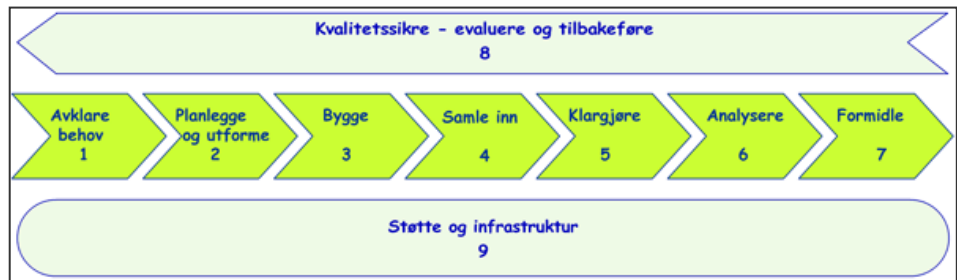 Kvalitetssikre – evaluere og tilbakeføre
8
Avklare
behov
1
Planlegge
og utforme
2
Bygge
3
Samle inn
4
Klargjøre
5
Analysere
6
Formidle
7
Støtte og infrastruktur
9